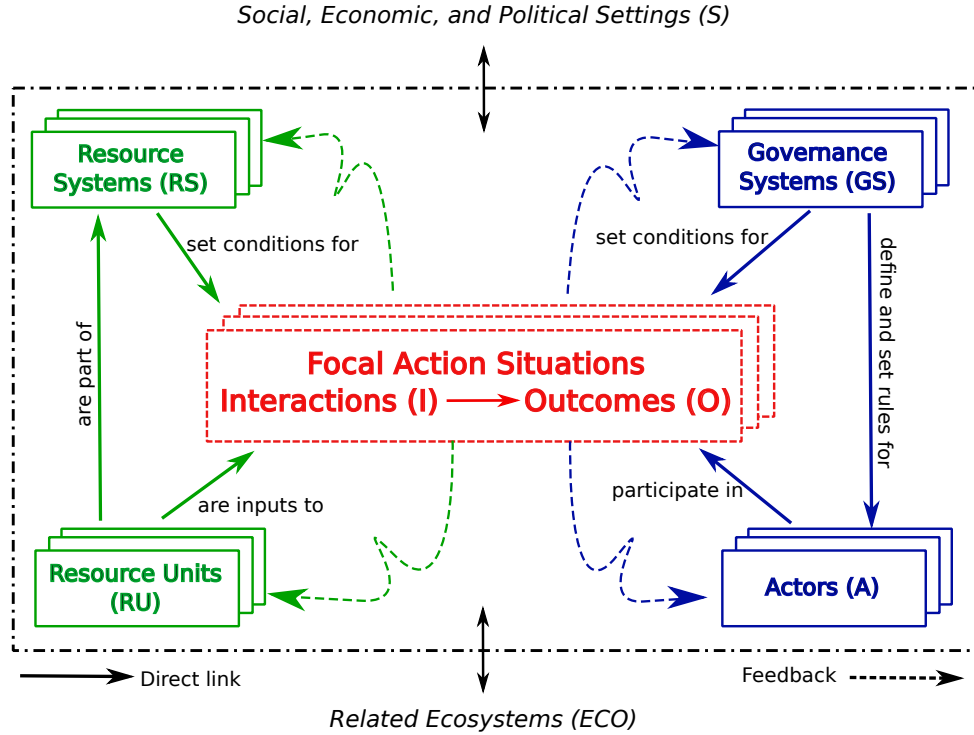 Social, Economic, and Political Settings (S)
Resource
Systems (RS)
Governance
Systems (GS)
set conditions for
set conditions for
define and set rules for
are part of
Focal Action Situations
Interactions (I) Outcomes (O)
are inputs to
participate in
Resource Units
(RU)
Actors (A)
Direct link
Feedback
Related Ecosystems (ECO)